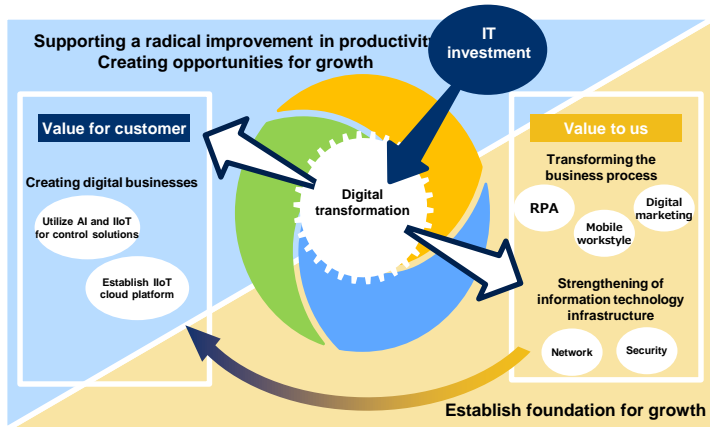 Supporting a radical improvement in productivity
Creating opportunities for growth
IT
investment
Value for customer
Creating digital businesses
Utilize AI and IIoT
for control solutions
Establish IIoT
cloud platform
Digital
transformation
Value to us
Transforming the
business process
RPA
Mobile
workstyle
Digital
marketing
Strengthening of
information technology
infrastructure
Network
Security
Establish foundation for growth